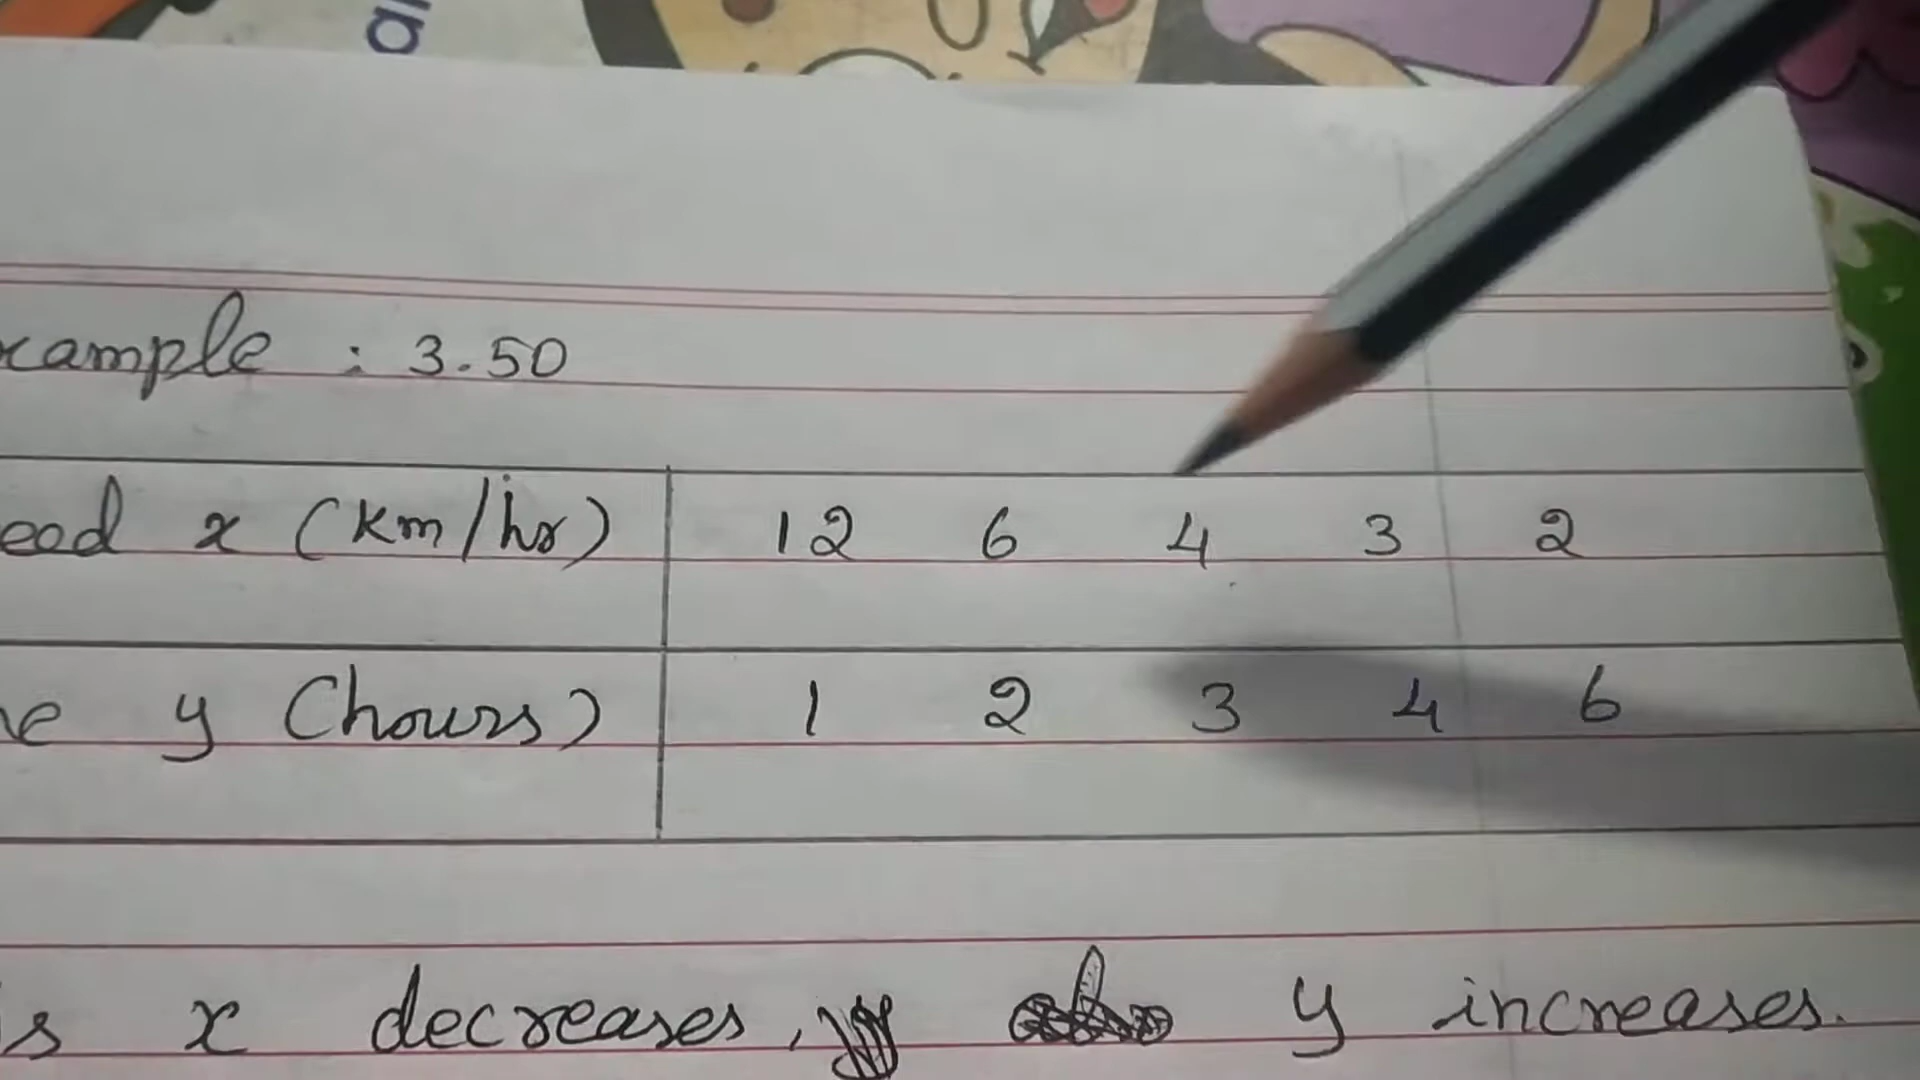 xample : 3.50
eed x (km/hr) 12 6 4 3 2
e y (hours) 1 2 3 4 6
s x decreases, y increases.